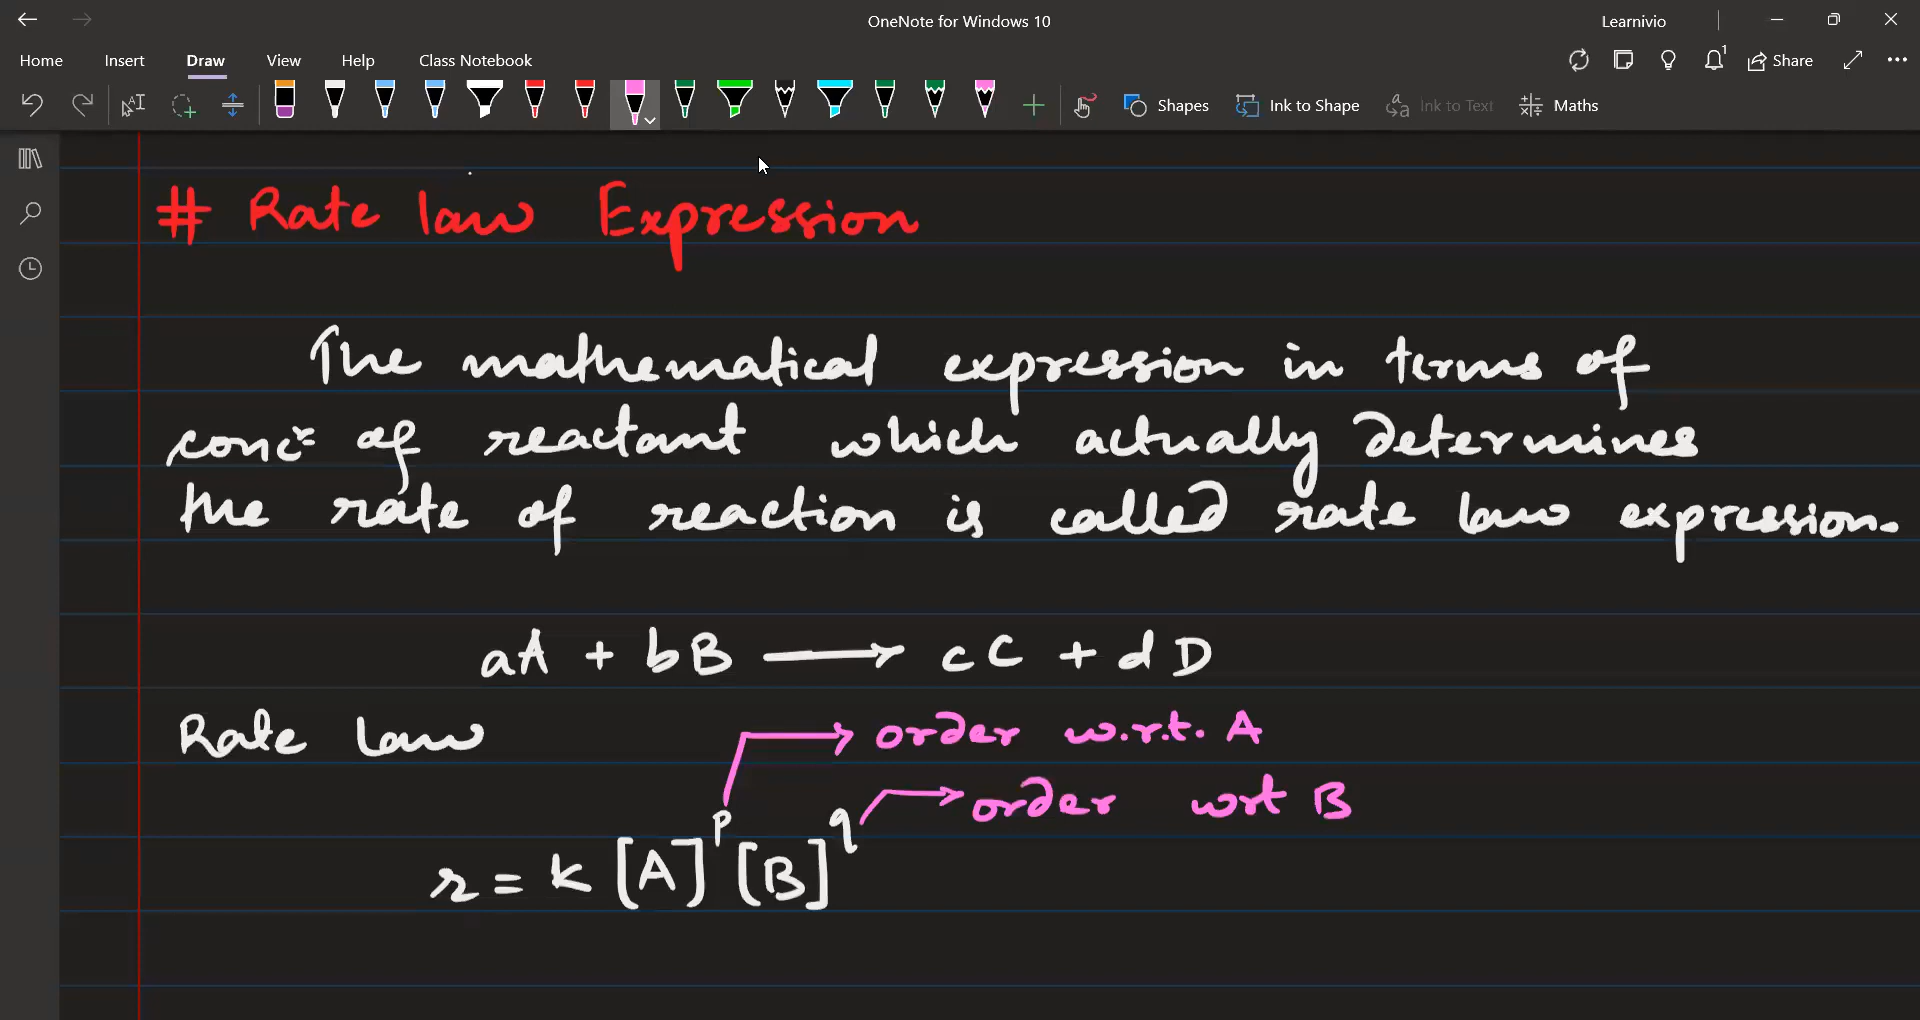 OneNote for Windows 10
Learnivio
Home Insert Draw View Help Class Notebook
1
Share
Shapes Ink to Shape Ink to Text Maths
# Rate law Expression
The mathematical expression in terms of
concⁿ of reactant which actually determines
the rate of reaction is called rate law expression.
aA + bB ⟶ cC + dD
Rate law
→ order w.r.t. A
→ order wrt B
r = k [A]^p [B]^q